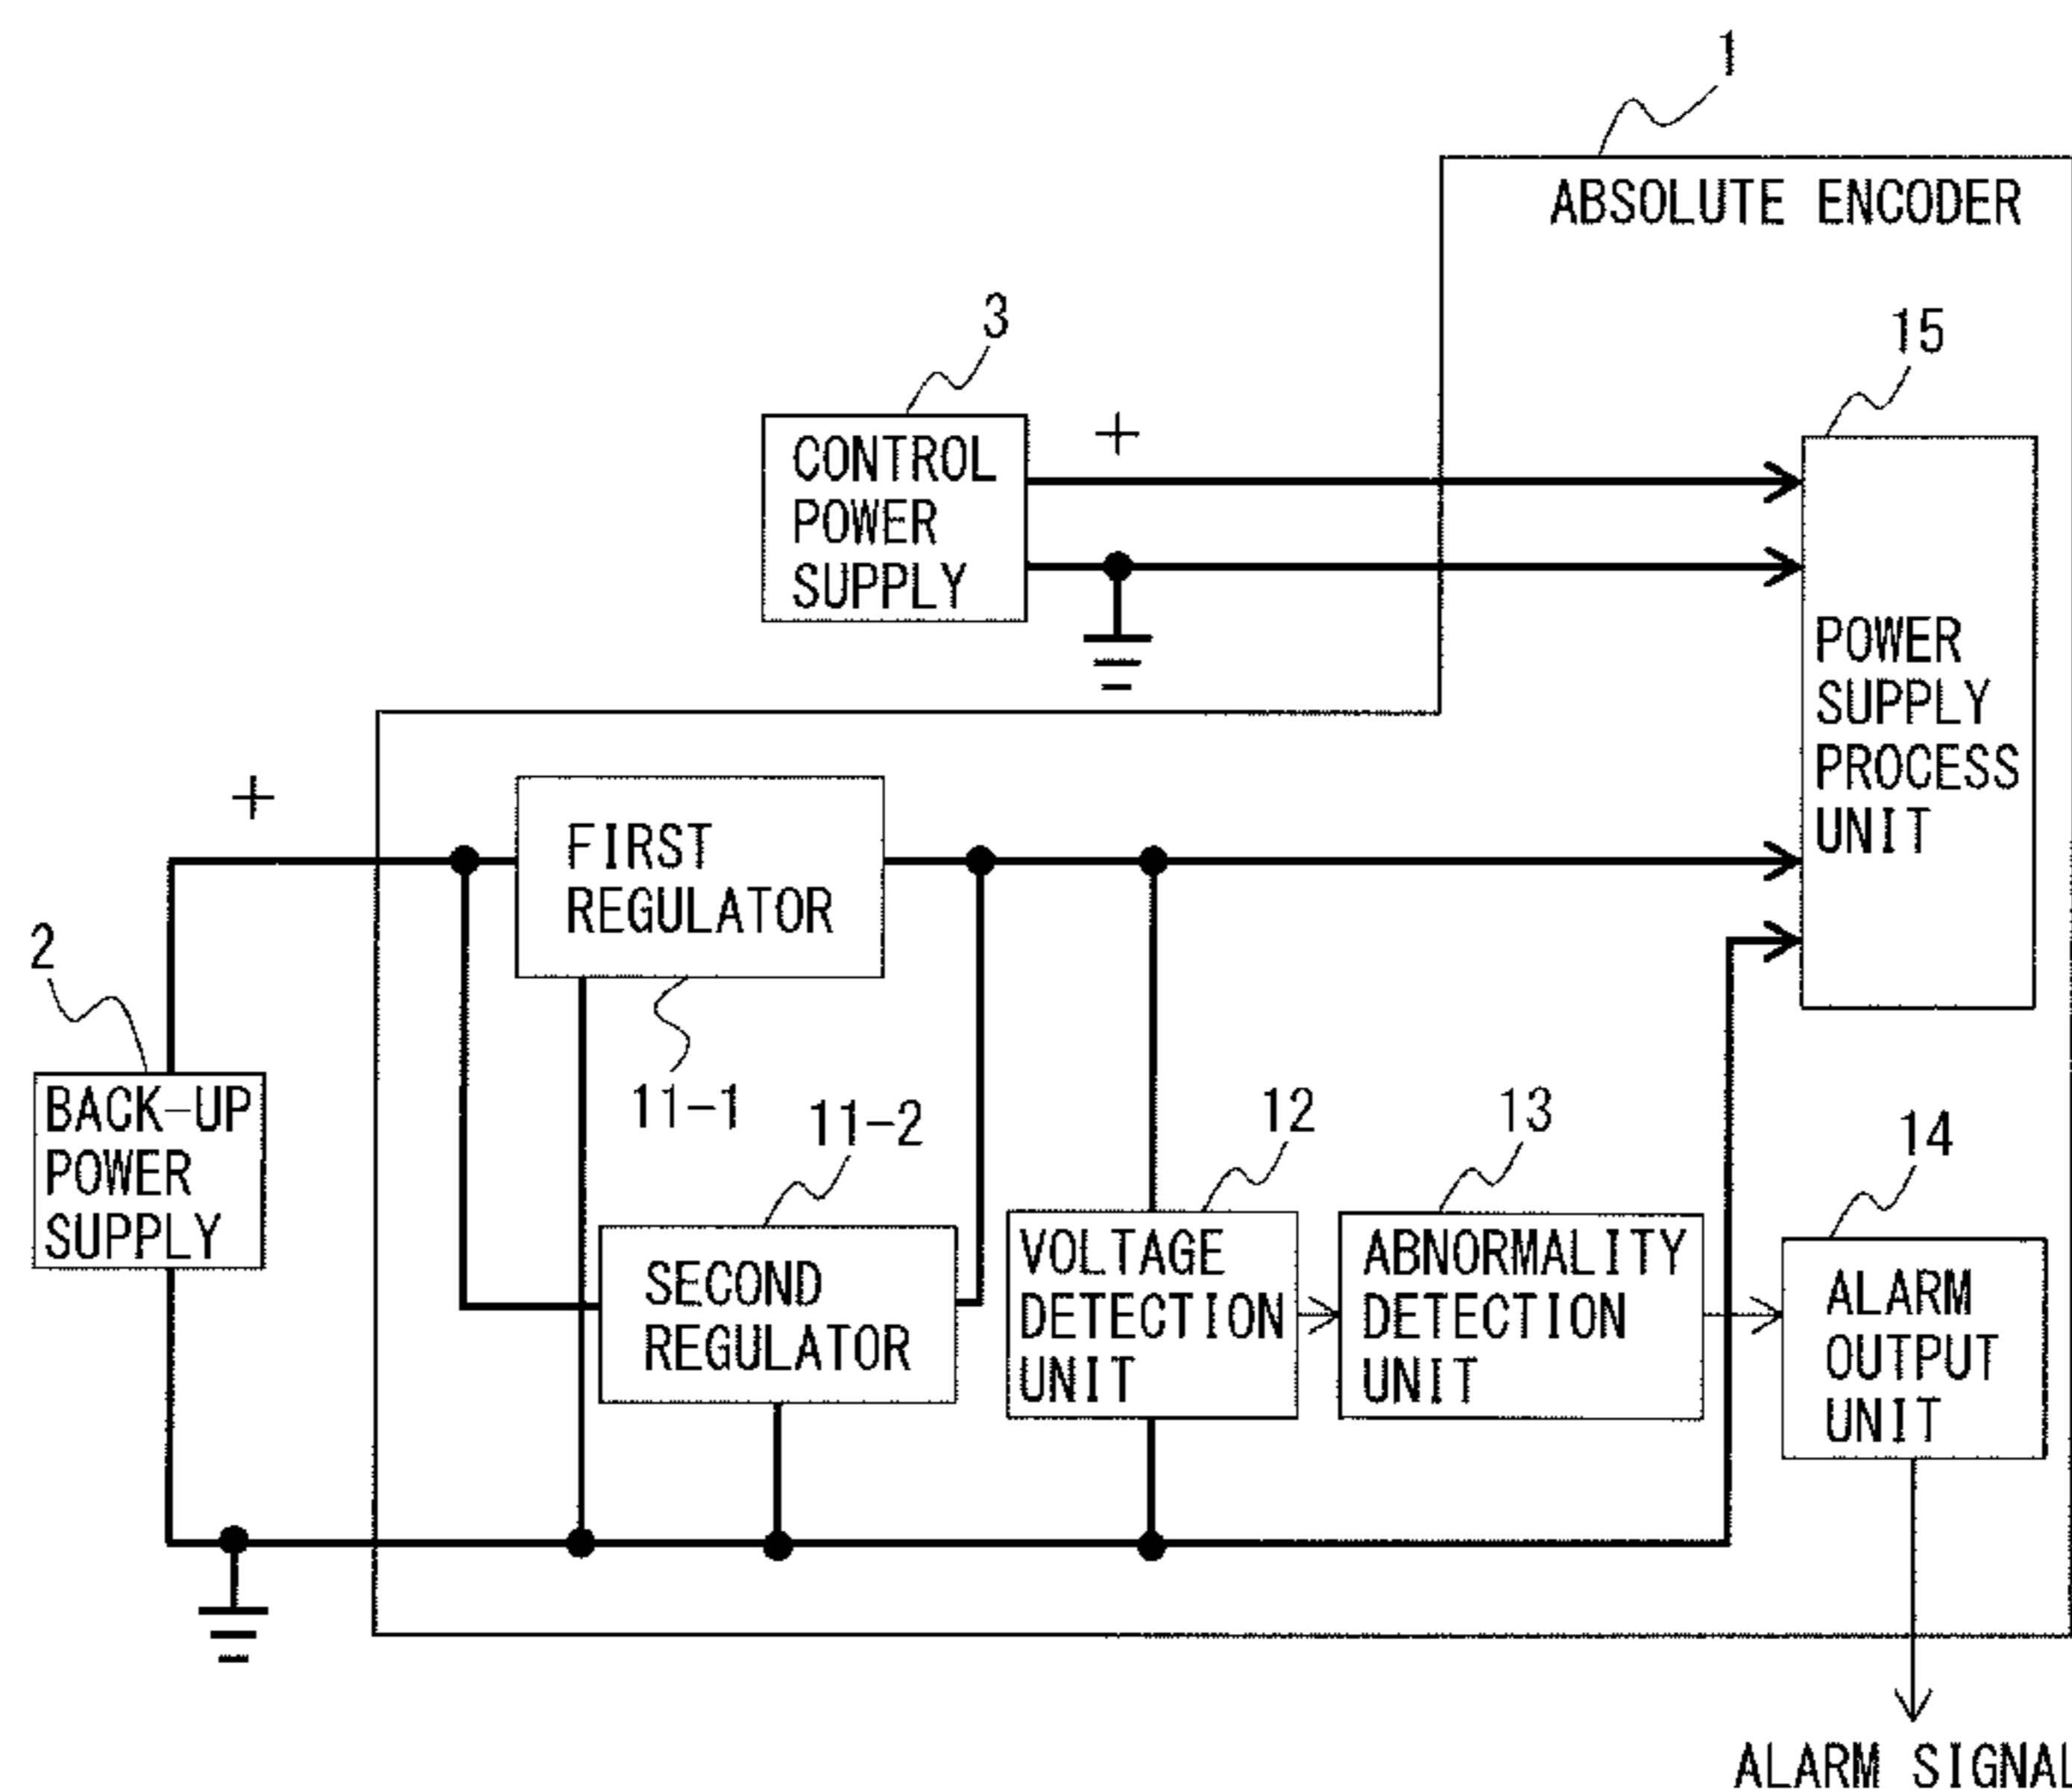 1
ABSOLUTE ENCODER
3
15
CONTROL
POWER
SUPPLY
+
POWER
SUPPLY
PROCESS
UNIT
+
FIRST
REGULATOR
2
11-1
11-2
12
13
14
BACK-UP
POWER
SUPPLY
SECOND
REGULATOR
VOLTAGE
DETECTION
UNIT
ABNORMALITY
DETECTION
UNIT
ALARM
OUTPUT
UNIT
ALARM SIGNAL